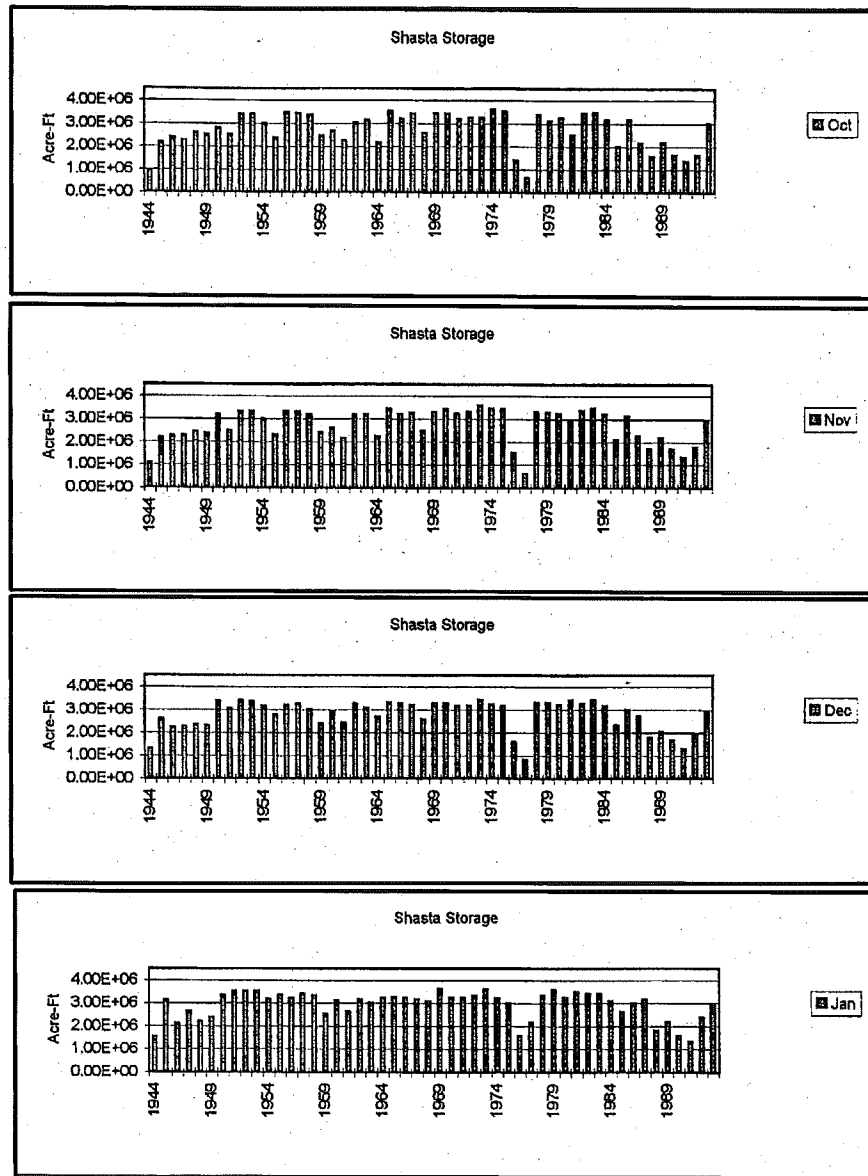 Shasta Storage
Acre-Ft
4.00E+06
3.00E+06
2.00E+06
1.00E+06
0.00E+00
1944
1949
1954
1959
1964
1969
1974
1979
1984
1989
Oct
Shasta Storage
Acre-Ft
4.00E+06
3.00E+06
2.00E+06
1.00E+06
0.00E+00
1944
1949
1954
1959
1964
1969
1974
1979
1984
1989
Nov
Shasta Storage
Acre-Ft
4.00E+06
3.00E+06
2.00E+06
1.00E+06
0.00E+00
1944
1949
1954
1959
1964
1969
1974
1979
1984
1989
Dec
Shasta Storage
Acre-Ft
4.00E+06
3.00E+06
2.00E+06
1.00E+06
0.00E+00
1944
1949
1954
1959
1964
1969
1974
1979
1984
1989
Jan